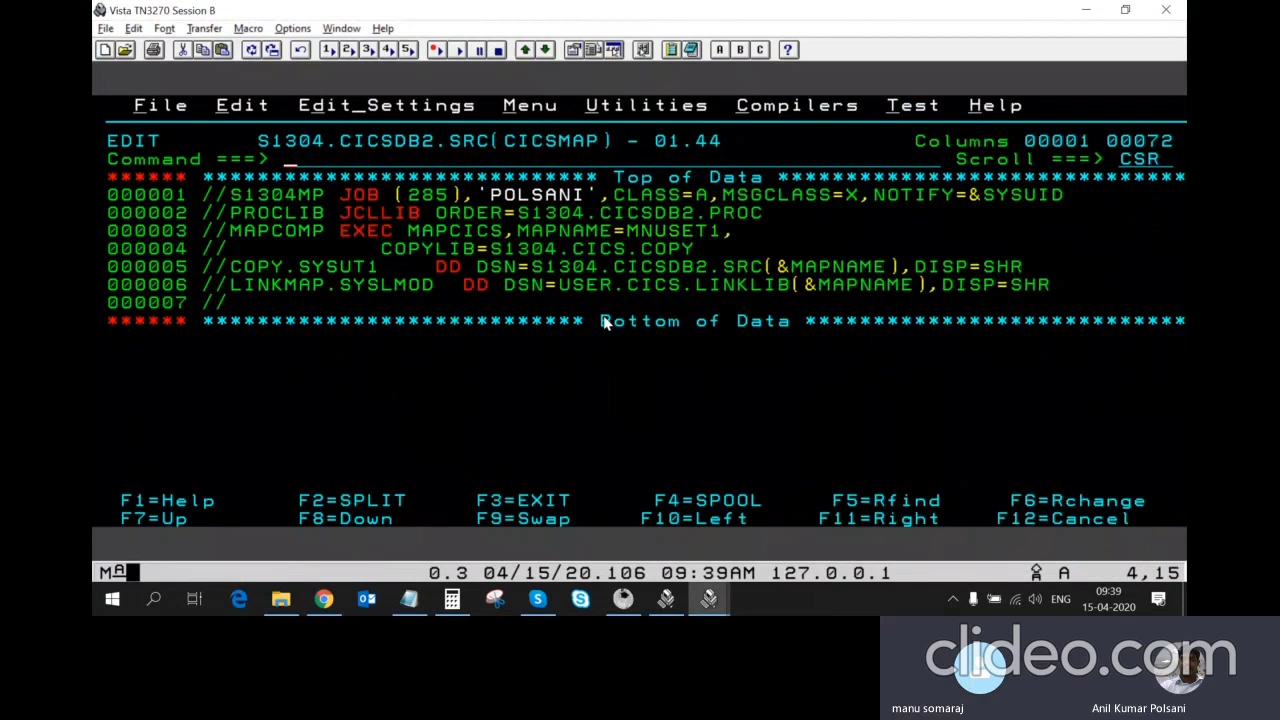 Vista TN3270 Session B
File Edit Font Transfer Macro Options Window Help
1 2 3 4 5 A B C ?
File Edit Edit_Settings Menu Utilities Compilers Test Help
EDIT S1304.CICSDB2.SRC(CICSMAP) - 01.44 Columns 00001 00072
Command ===> _ Scroll ===> CSR
****** ***************************** Top of Data ******************************
000001 //S1304MP JOB (285),'POLSANI',CLASS=A,MSGCLASS=X,NOTIFY=&SYSUID
000002 //PROCLIB JCLLIB ORDER=S1304.CICSDB2.PROC
000003 //MAPCOMP EXEC MAPCICS,MAPNAME=MNUSET1,
000004 // COPYLIB=S1304.CICS.COPY
000005 //COPY.SYSUT1 DD DSN=S1304.CICSDB2.SRC(&MAPNAME),DISP=SHR
000006 //LINKMAP.SYSLMOD DD DSN=USER.CICS.LINKLIB(&MAPNAME),DISP=SHR
000007 //
****** **************************** Bottom of Data ****************************
F1=Help F2=SPLIT F3=EXIT F4=SPOOL F5=Rfind F6=Rchange
F7=Up F8=Down F9=Swap F10=Left F11=Right F12=Cancel
MA 0.3 04/15/20.106 09:39AM 127.0.0.1 A 4,15
ENG 09:39
15-04-2020
clideo.com
manu somaraj Anil Kumar Polsani